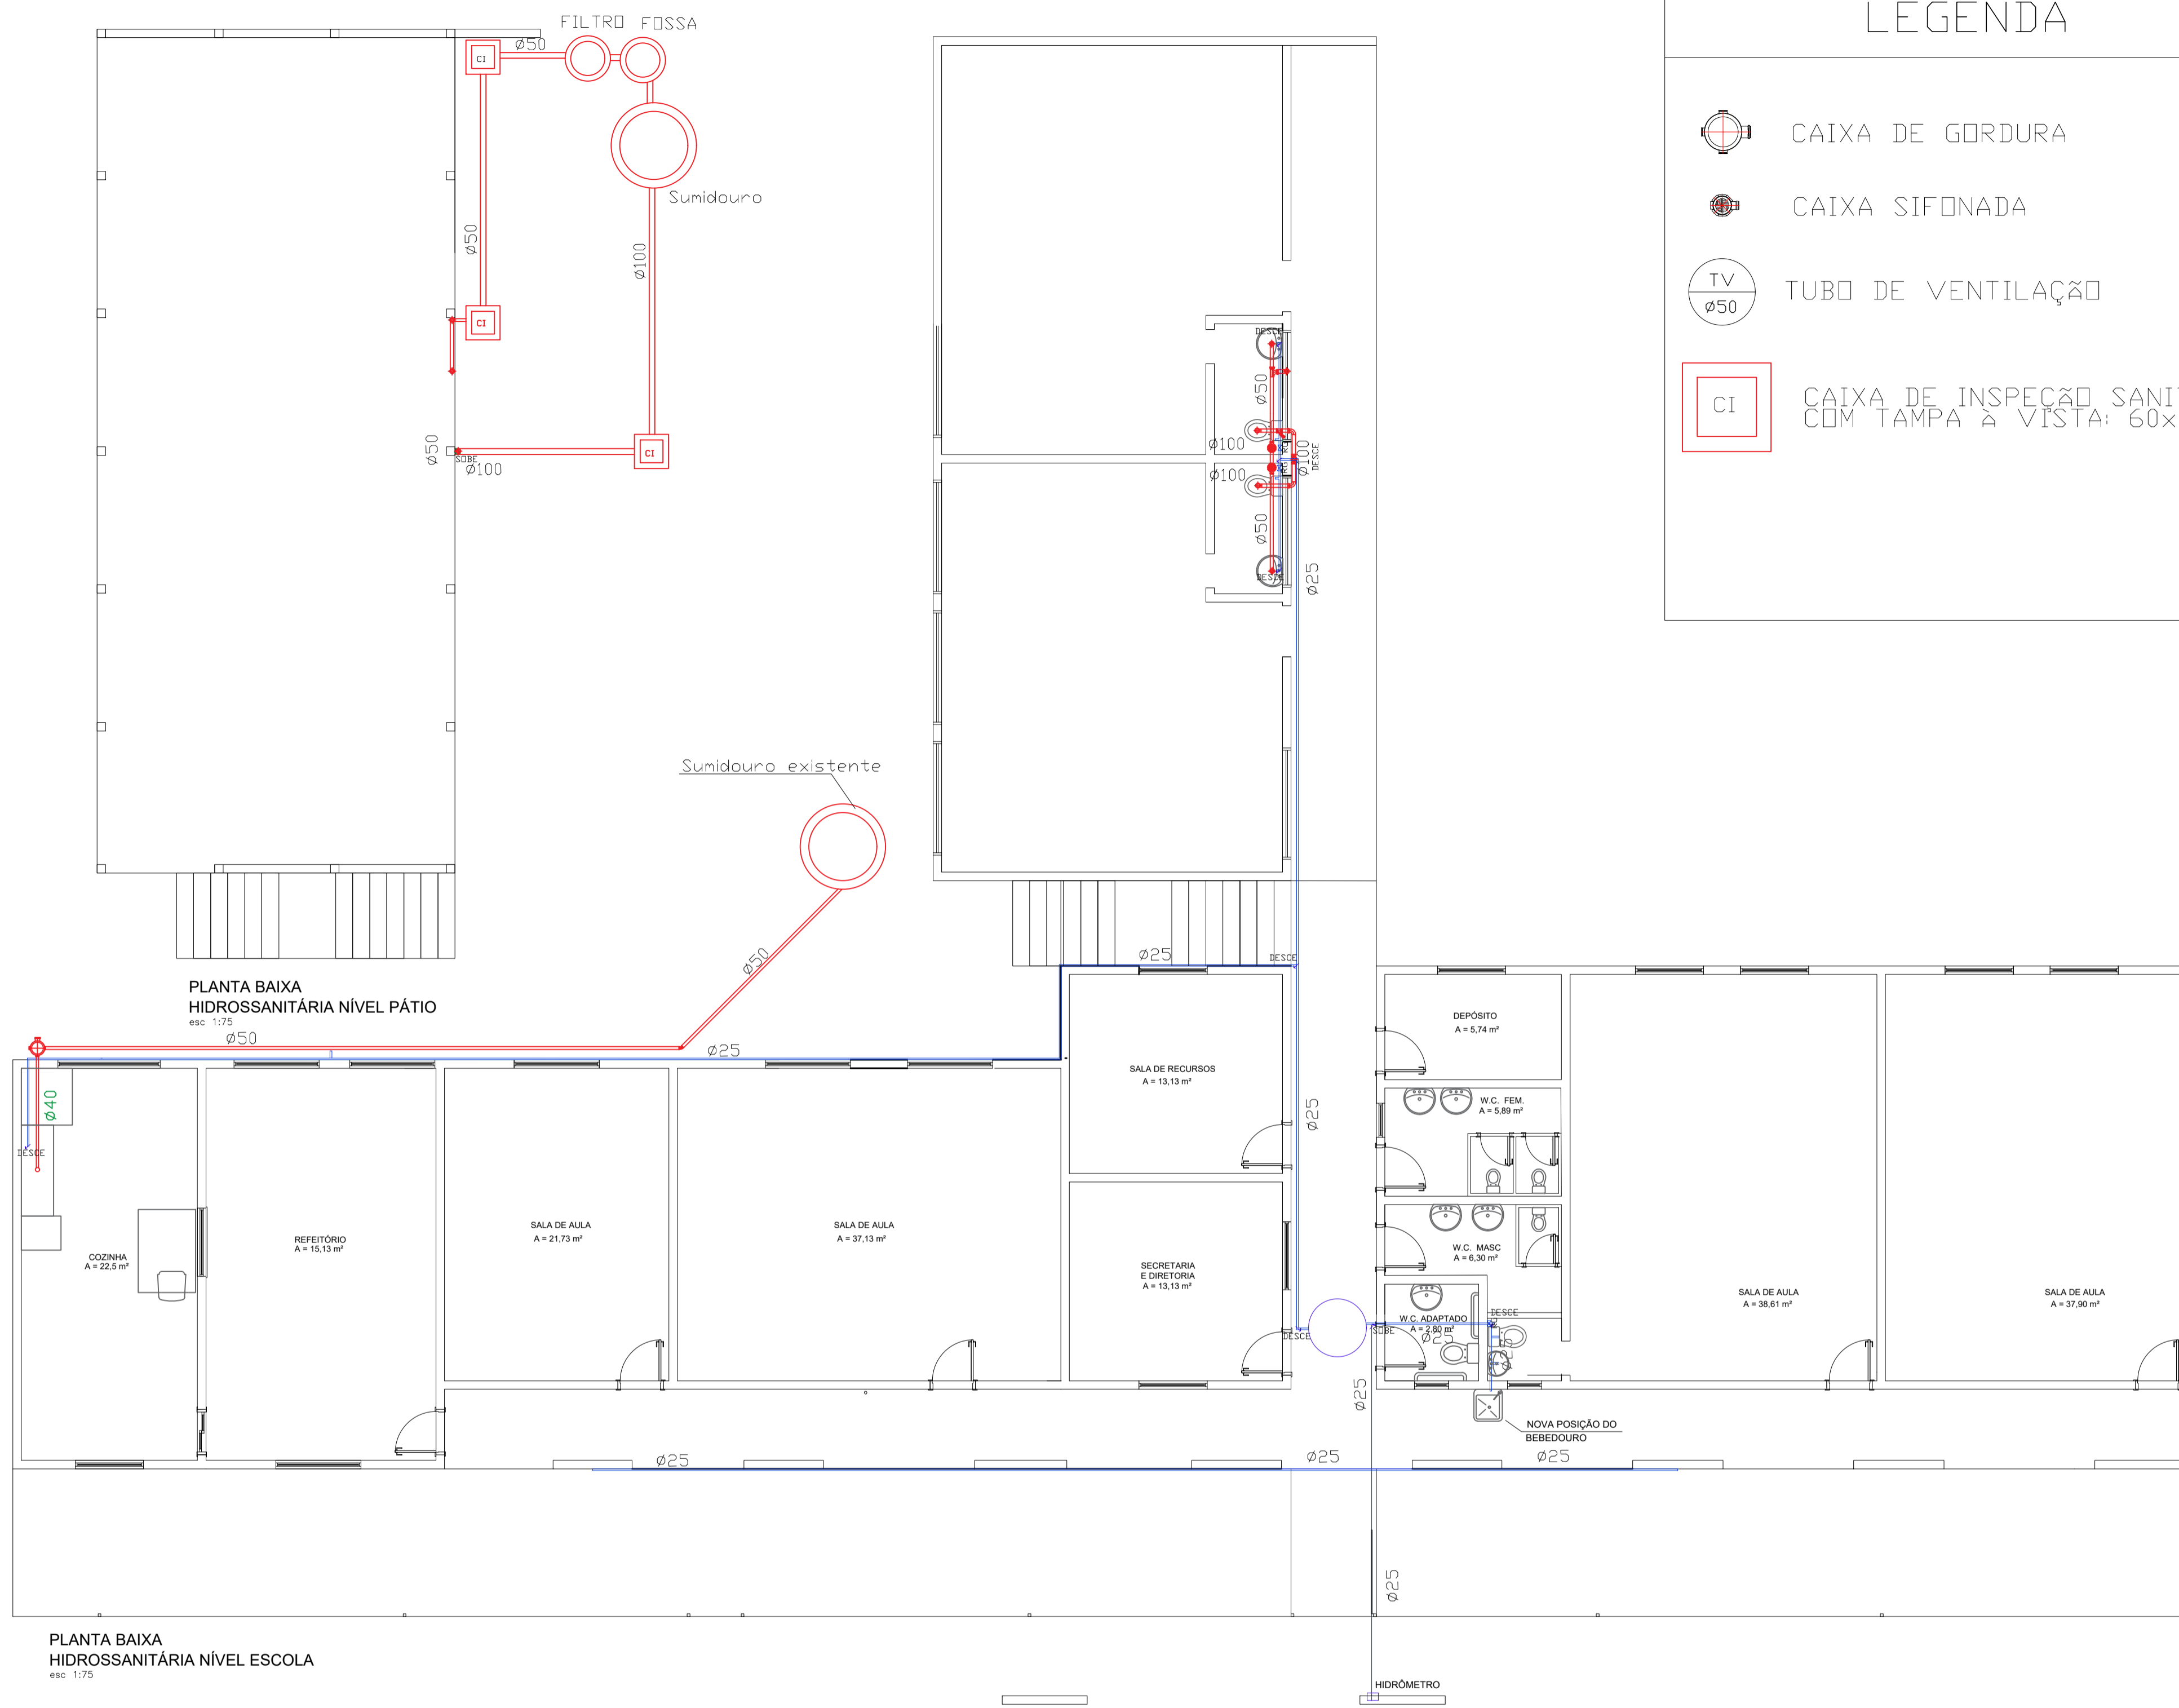 LEGENDA
CAIXA DE GORDURA
CAIXA SIFONADA
TV
ø50
TUBO DE VENTILAÇÃO
CI
CAIXA DE INSPEÇÃO
COM TAMPA À VISTA:
FILTRO
FOSSA
CI
ø50
Sumidouro
ø50
ø100
CI
CI
ø50
SOBE
ø100
DESCE
ø50
ø100
ø100
RG
RG
ø100
DESCE
ø50
DESCE
ø25
Sumidouro existente
ø50
ø25
DESCE
PLANTA BAIXA
HIDROSSANITÁRIA NÍVEL PÁTIO
esc 1:75
ø50
ø25
ø40
DESCE
COZINHA
A = 22,5 m²
REFEITÓRIO
A = 15,13 m²
SALA DE AULA
A = 21,73 m²
SALA DE AULA
A = 37,13 m²
SALA DE RECURSOS
A = 13,13 m²
SECRETARIA
E DIRETORIA
A = 13,13 m²
ø25
DESCE
SOBE
DEPÓSITO
A = 5,74 m²
W.C. FEM.
A = 5,89 m²
W.C. MASC
A = 6,30 m²
W.C. ADAPTADO
A = 2,80 m²
ø25
DESCE
ø25
SALA DE AULA
A = 38,61 m²
SALA DE AULA
A = 37,90 m²
ø25
NOVA POSIÇÃO DO
BEBEDOURO
ø25
ø25
ø25
ø25
PLANTA BAIXA
HIDROSSANITÁRIA NÍVEL ESCOLA
esc 1:75
HIDRÔMETRO